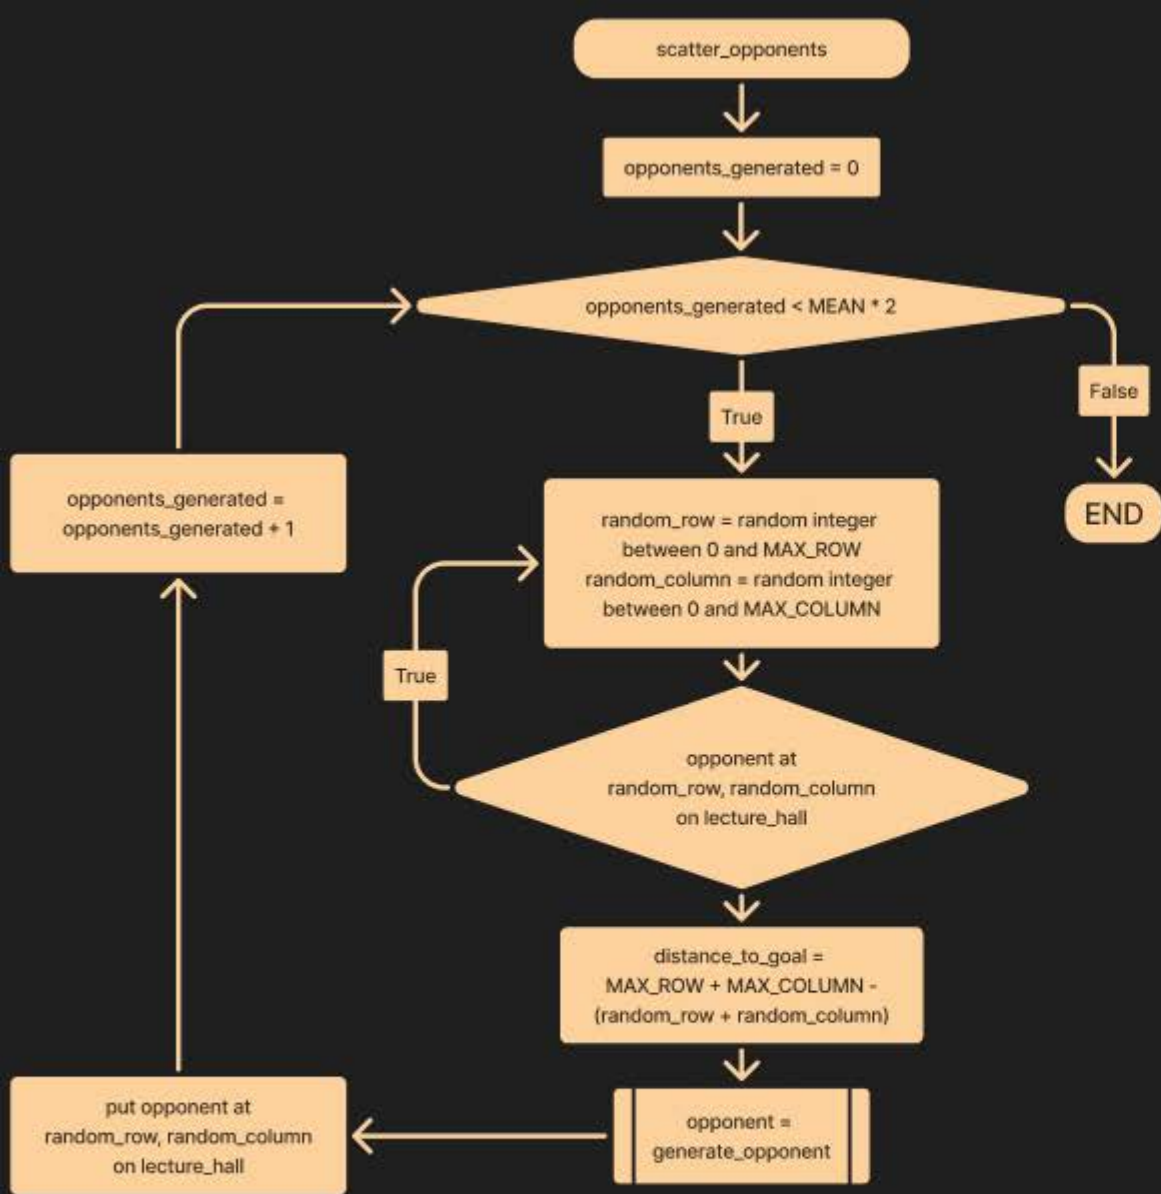 scatter_opponents
opponents_generated = 0
opponents_generated < MEAN * 2
False
True
END
opponents_generated =
opponents_generated + 1
random_row = random integer
between 0 and MAX_ROW
random_column = random integer
between 0 and MAX_COLUMN
True
opponent at
random_row, random_column
on lecture_hall
distance_to_goal =
MAX_ROW + MAX_COLUMN -
(random_row + random_column)
opponent =
generate_opponent
put opponent at
random_row, random_column
on lecture_hall